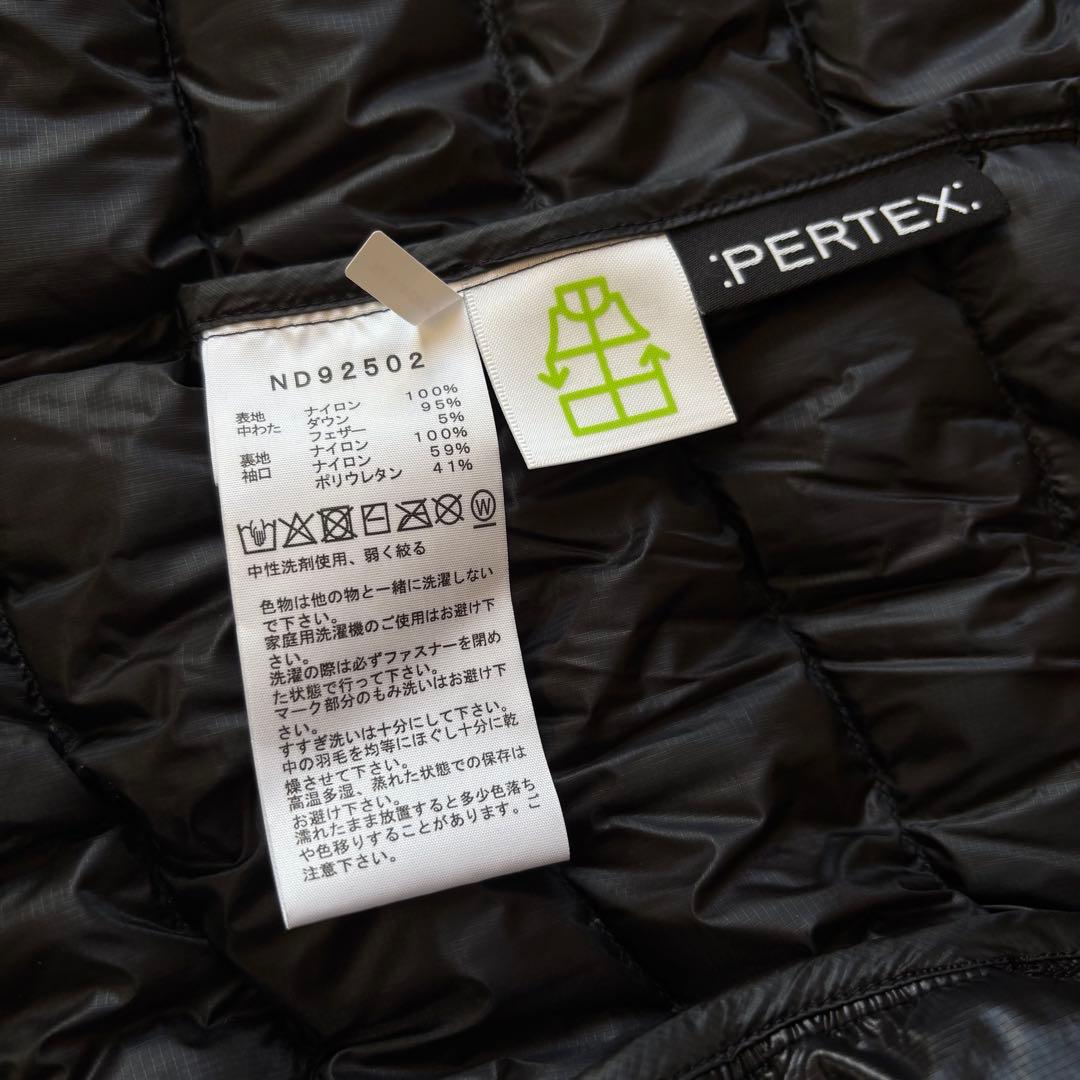 :PERTEX:
ND92502
表地 ナイロン 100%
中わた ダウン 95%
フェザー 5%
裏地 ナイロン 100%
袖口 ナイロン 59%
ポリウレタン 41%
W
中性洗剤使用、弱く絞る
色物は他の物と一緒に洗濯しない
で下さい。
家庭用洗濯機のご使用はお避け下
さい。
洗濯の際は必ずファスナーを閉め
た状態で行って下さい。
マーク部分のもみ洗いはお避け下
さい。
すすぎ洗いは十分にして下さい。
中の羽毛を均等にほぐし十分に乾
燥させて下さい。
高温多湿、蒸れた状態での保存は
お避け下さい。
濡れたまま放置すると多少色落ち
や色移りすることがあります。ご
注意下さい。